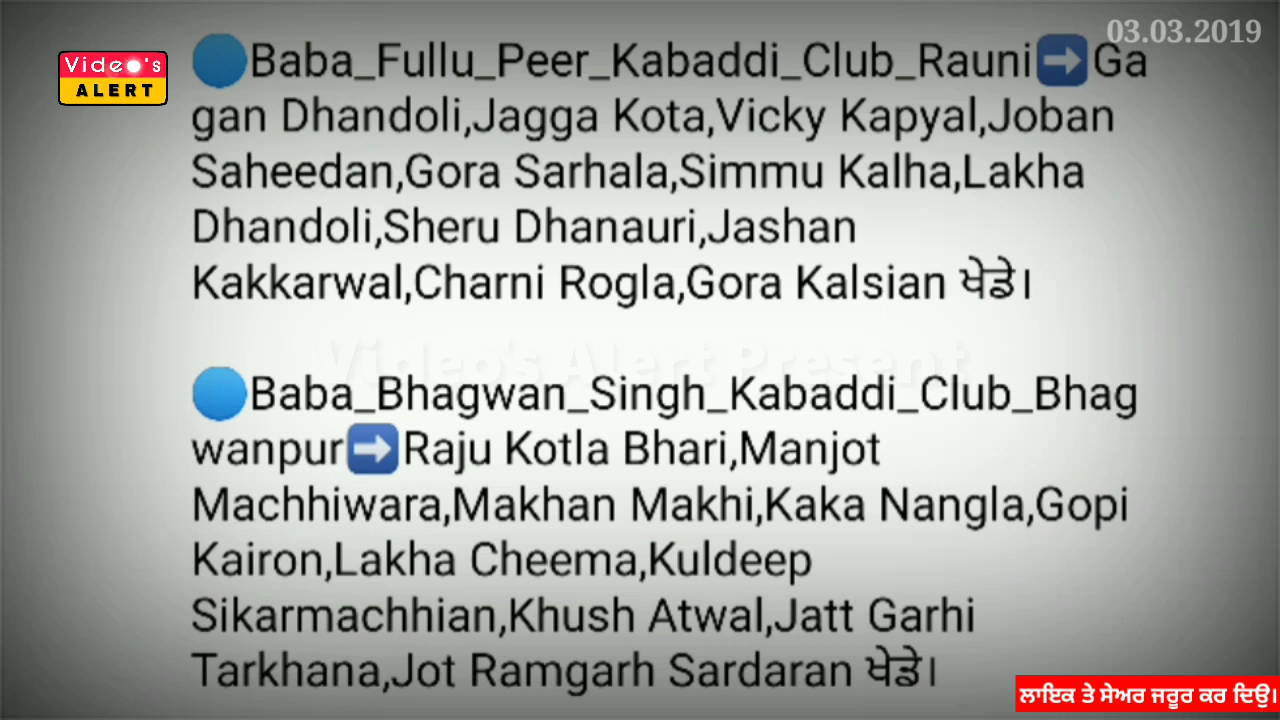 03.03.2019
Video's
ALERT
🔵Baba_Fullu_Peer_Kabaddi_Club_Rauni➡️Ga
gan Dhandoli,Jagga Kota,Vicky Kapyal,Joban
Saheedan,Gora Sarhala,Simmu Kalha,Lakha
Dhandoli,Sheru Dhanauri,Jashan
Kakkarwal,Charni Rogla,Gora Kalsian ਖੇਡੇ।
Video's Alert Present
🔵Baba_Bhagwan_Singh_Kabaddi_Club_Bhag
wanpur➡️Raju Kotla Bhari,Manjot
Machhiwara,Makhan Makhi,Kaka Nangla,Gopi
Kairon,Lakha Cheema,Kuldeep
Sikarmachhian,Khush Atwal,Jatt Garhi
Tarkhana,Jot Ramgarh Sardaran ਖੇਡੇ।
ਲਾਇਕ ਤੇ ਸੇਅਰ ਜਰੂਰ ਕਰ ਦਿਉ।